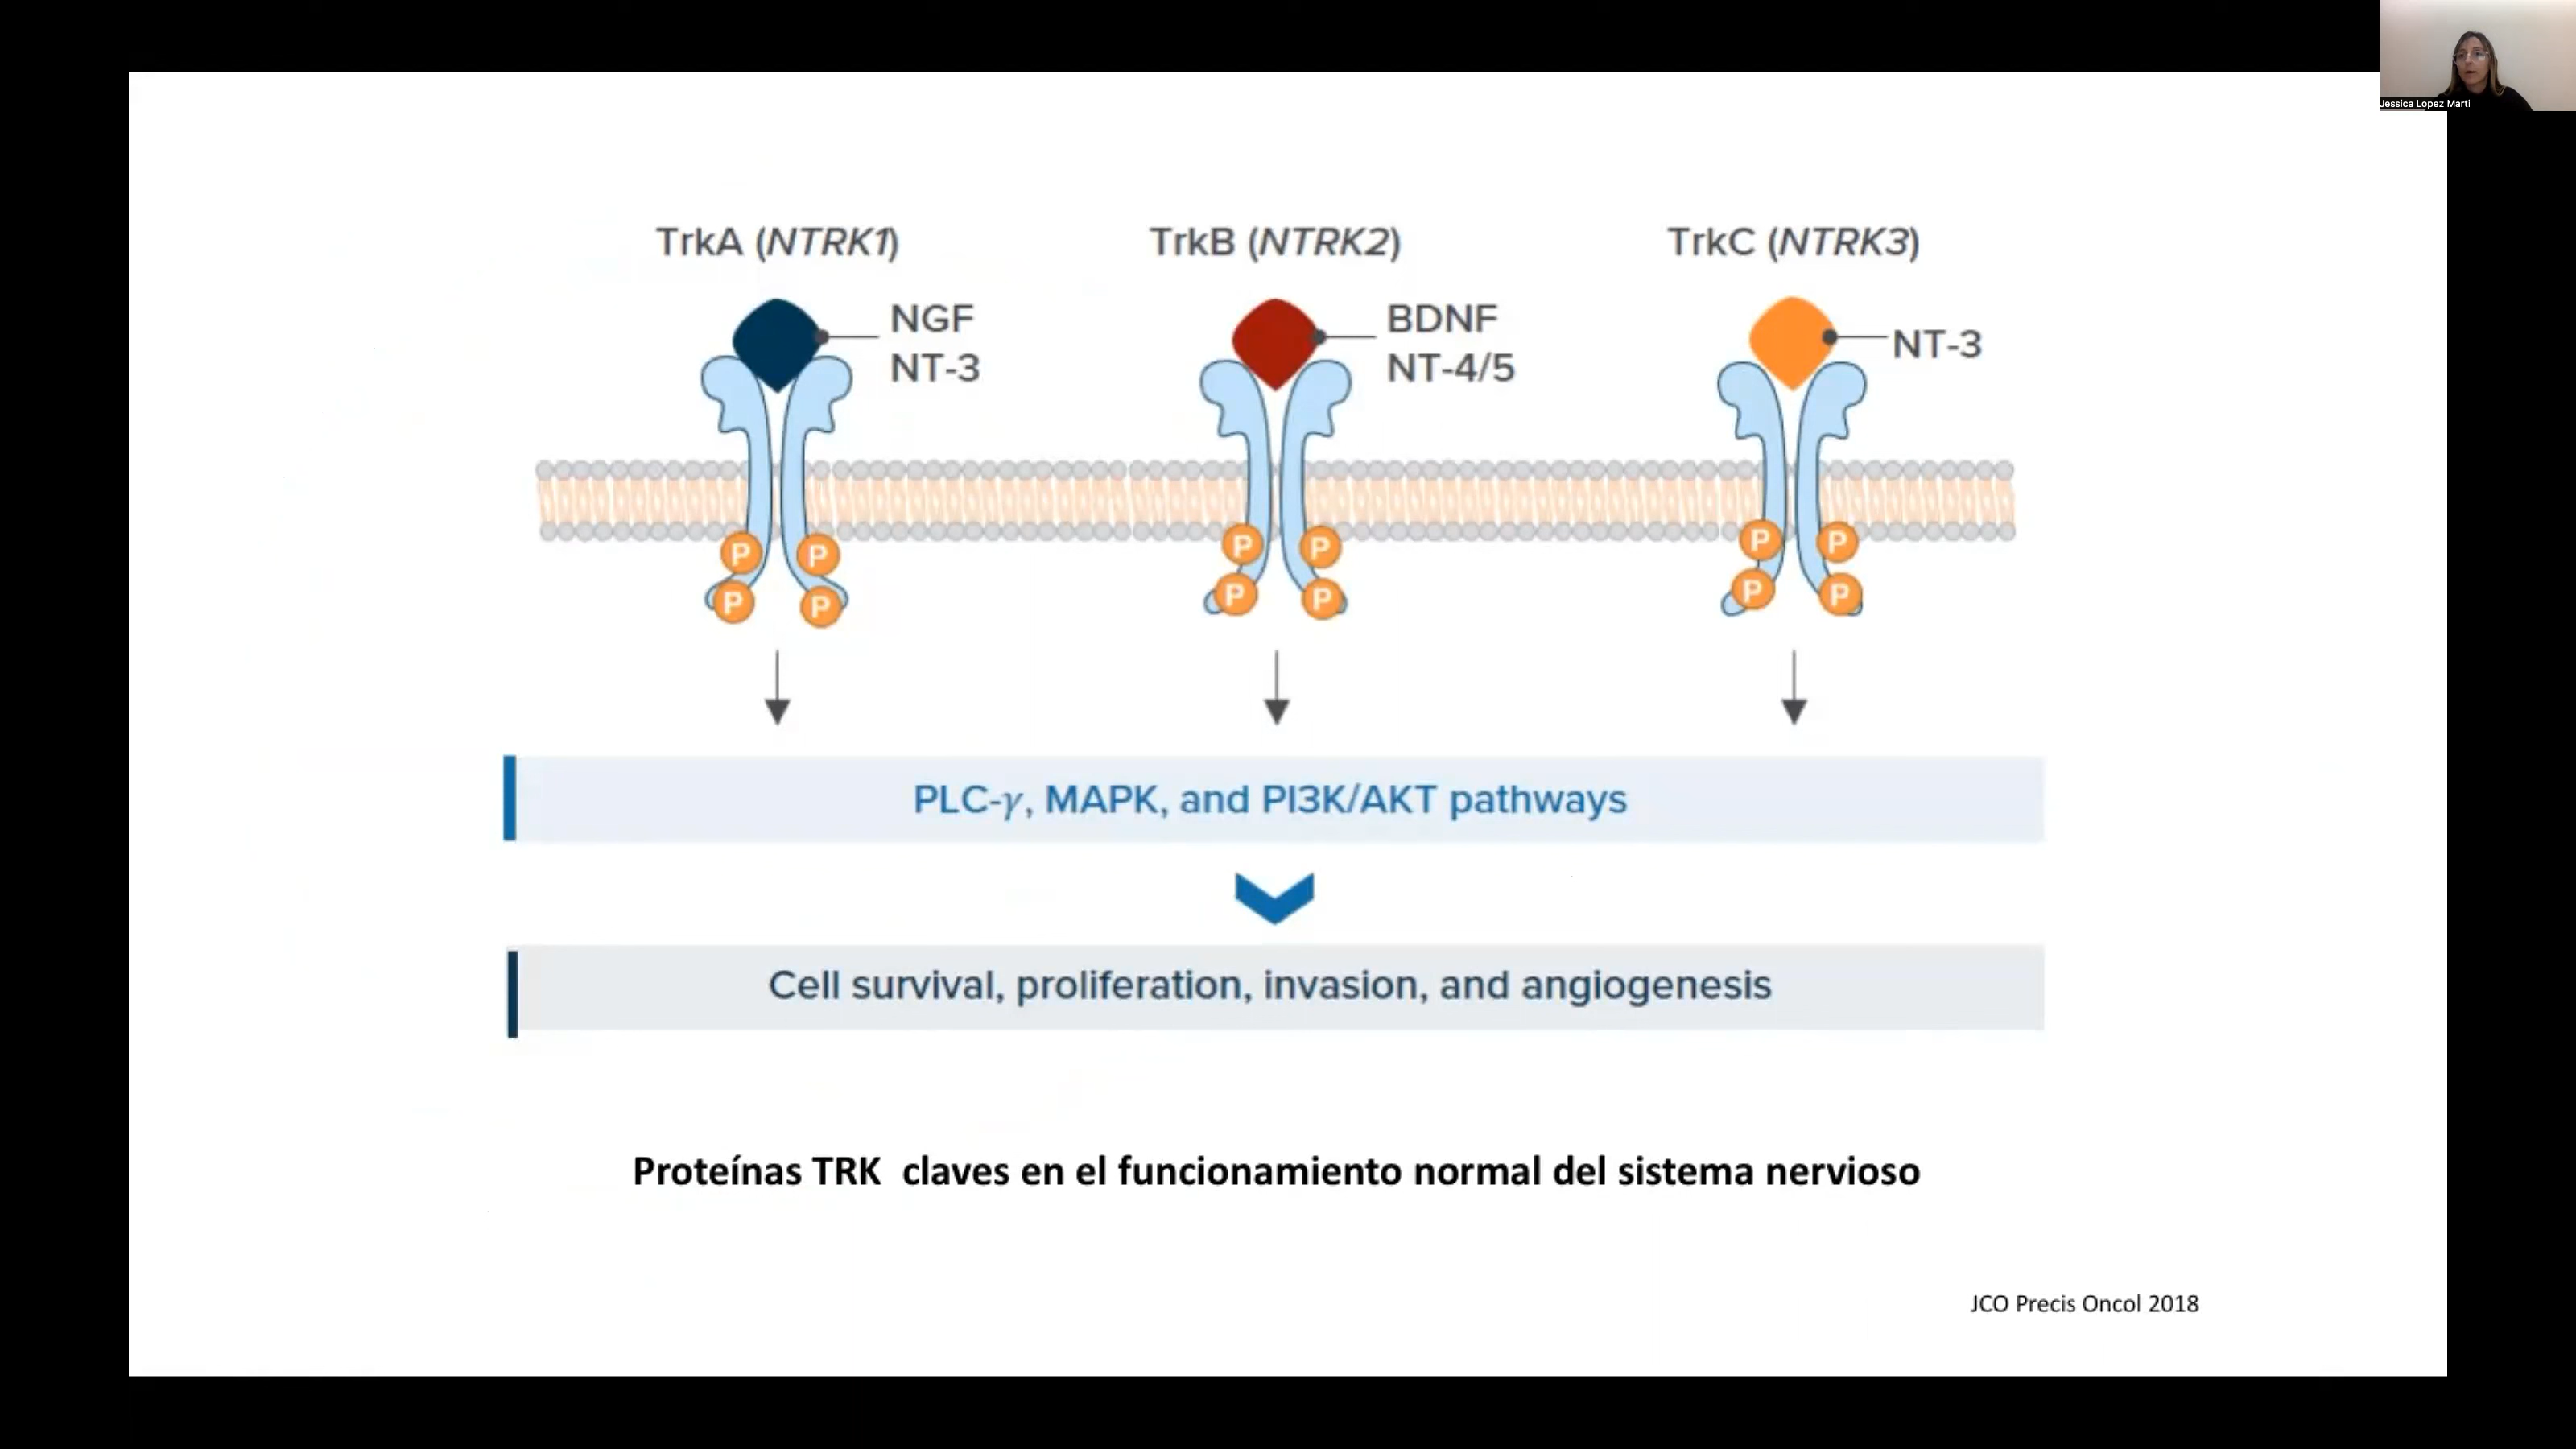 Jessica Lopez Marti
TrkA (NTRK1)
TrkB (NTRK2)
TrkC (NTRK3)
NGF
NT-3
BDNF
NT-4/5
NT-3
P
P
P
P
P
P
P
P
P
P
P
P
PLC-γ, MAPK, and PI3K/AKT pathways
Cell survival, proliferation, invasion, and angiogenesis
Proteínas TRK claves en el funcionamiento normal del sistema nervioso
JCO Precis Oncol 2018